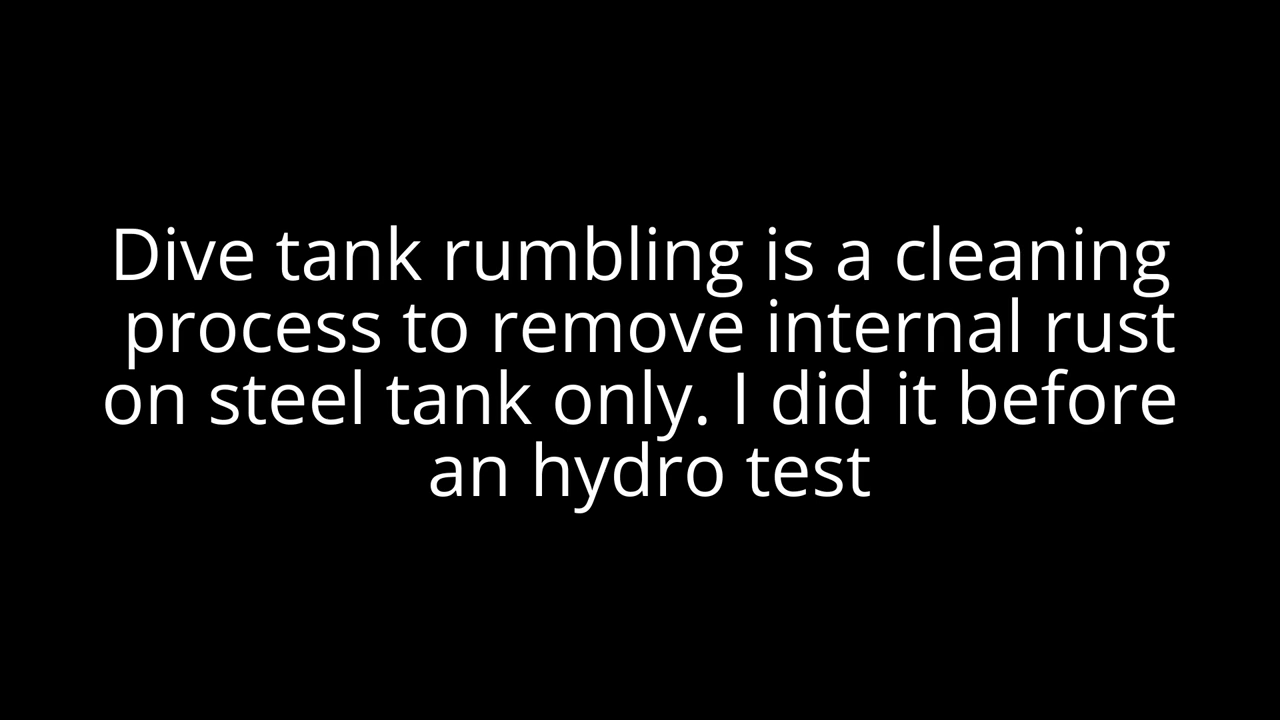 Dive tank rumbling is a cleaning
process to remove internal rust
on steel tank only. I did it before
an hydro test